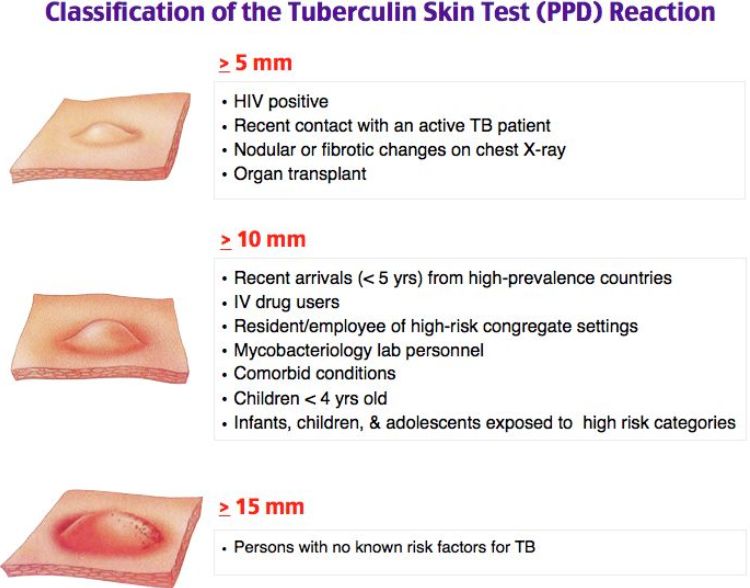 Classification of the Tuberculin Skin Test (PPD) Reaction
≥ 5 mm
• HIV positive
• Recent contact with an active TB patient
• Nodular or fibrotic changes on chest X-ray
• Organ transplant
≥ 10 mm
• Recent arrivals (< 5 yrs) from high-prevalence countries
• IV drug users
• Resident/employee of high-risk congregate settings
• Mycobacteriology lab personnel
• Comorbid conditions
• Children < 4 yrs old
• Infants, children, & adolescents exposed to high risk categories
≥ 15 mm
• Persons with no known risk factors for TB